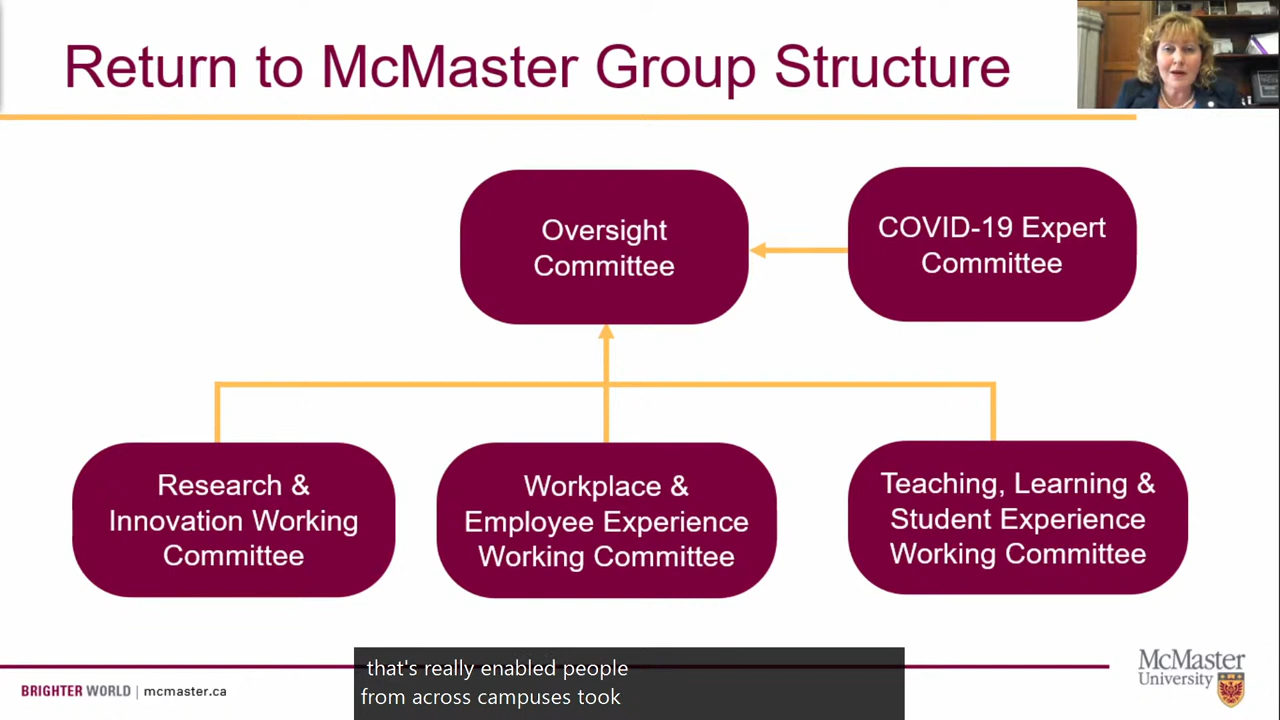 Return to McMaster Group Structure
Oversight
Committee
COVID-19 Expert
Committee
Research &
Innovation Working
Committee
Workplace &
Employee Experience
Working Committee
Teaching, Learning &
Student Experience
Working Committee
that's really enabled people
from across campuses took
BRIGHTER WORLD | mcmaster.ca
McMaster
University